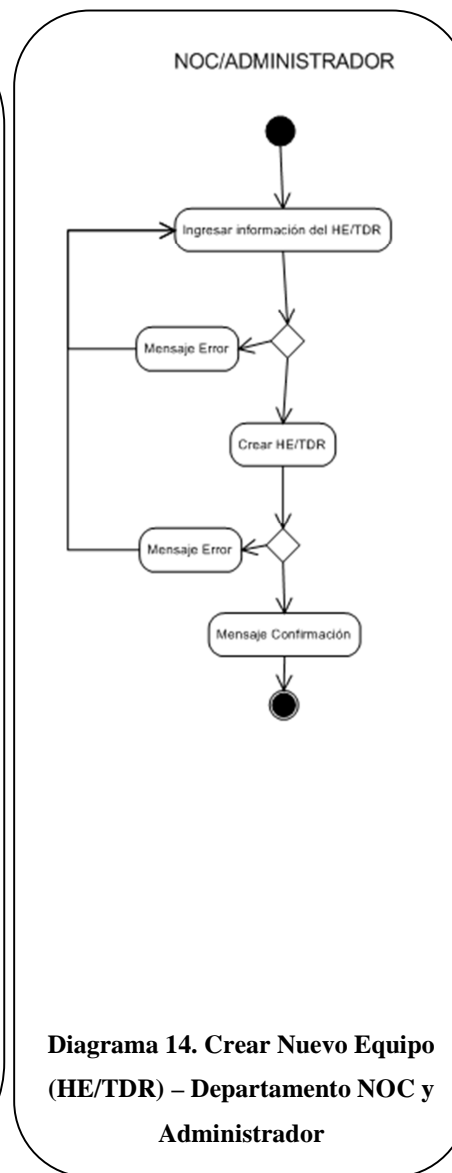 NOC/ADMINISTRADOR
Ingresar información del HE/TDR
Mensaje Error
Crear HE/TDR
Mensaje Error
Mensaje Confirmación
Diagrama 14. Crear Nuevo Equipo
(HE/TDR) – Departamento NOC y
Administrador